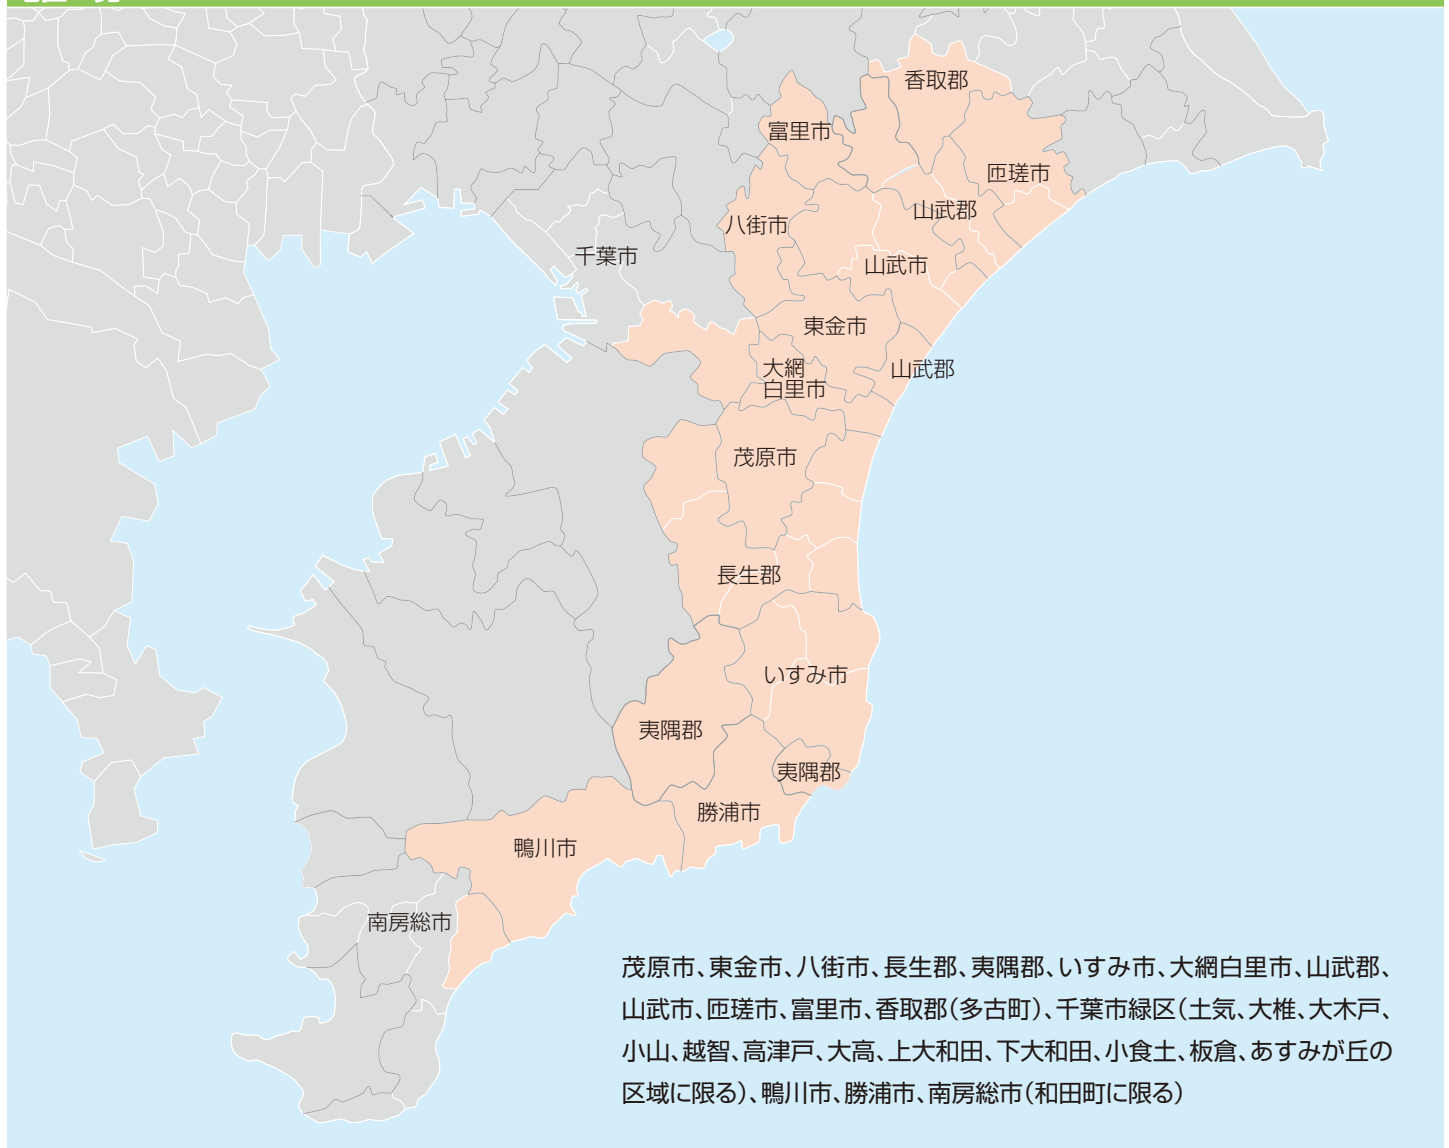 香取郡
富里市
匝瑳市
山武郡
八街市
千葉市
山武市
東金市
山武郡
大網
白里市
茂原市
長生郡
いすみ市
夷隅郡
夷隅郡
勝浦市
鴨川市
南房総市
茂原市、東金市、八街市、長生郡、夷隅郡、いすみ市、大網白里市、山武郡、
山武市、匝瑳市、富里市、香取郡（多古町）、千葉市緑区（土気、大椎、大木戸、
小山、越智、高津戸、大高、上大和田、下大和田、小食土、板倉、あすみが丘の
区域に限る）、鴨川市、勝浦市、南房総市（和田町に限る）